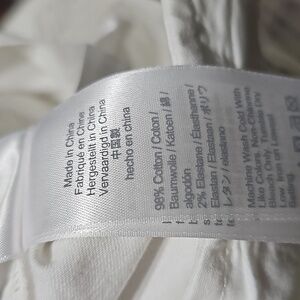 Made in China
Fabriqué en Chine
Hergestellt in China
Vervaardigd in China
中国製
hecho en china
98% Cotton / Coton /
Baumwolle / Katoen / 綿 /
algodón
2% Elastane / Élasthanne /
Elastan / Elastaan / ポリウ
レタン / elastano
Machine Wash Cold With
Like Colors,